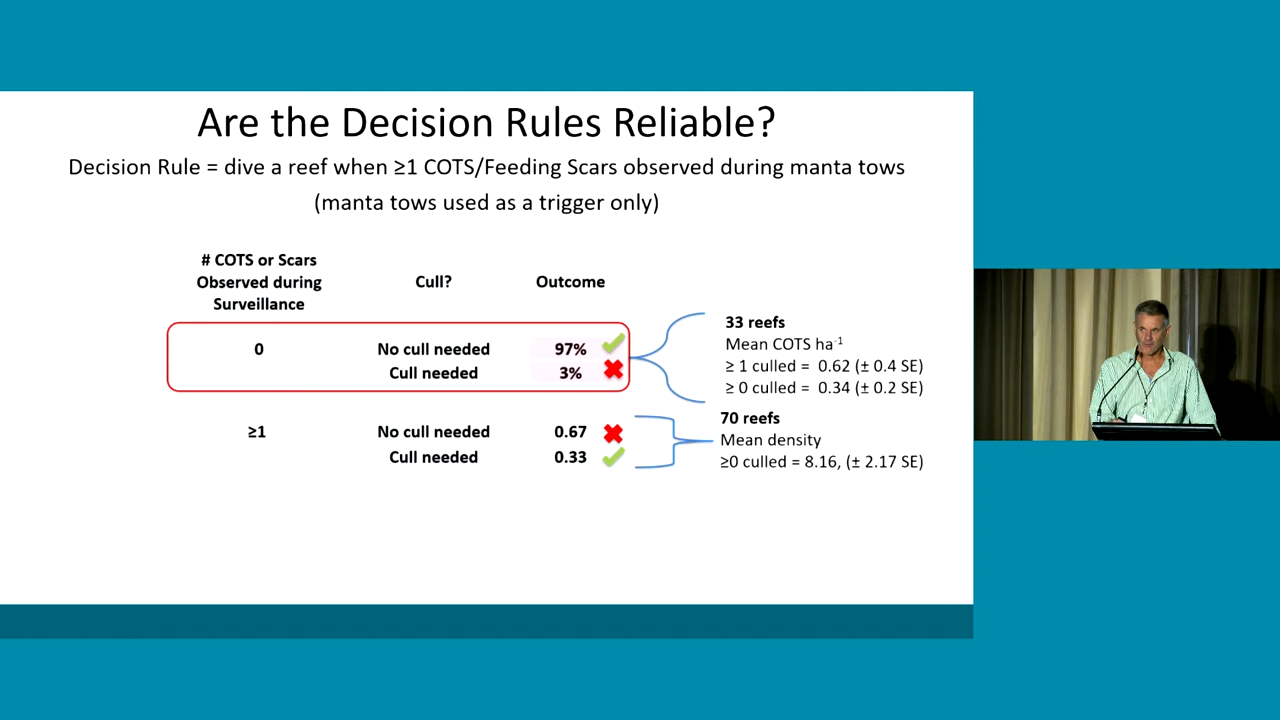 Are the Decision Rules Reliable?
Decision Rule = dive a reef when ≥1 COTS/Feeding Scars observed during manta tows
(manta tows used as a trigger only)
# COTS or Scars
Observed during
Surveillance
Cull?
Outcome
0
No cull needed
97%
Cull needed
3%
≥1
No cull needed
0.67
Cull needed
0.33
33 reefs
Mean COTS ha-1
≥ 1 culled = 0.62 (± 0.4 SE)
≥ 0 culled = 0.34 (± 0.2 SE)
70 reefs
Mean density
≥0 culled = 8.16, (± 2.17 SE)